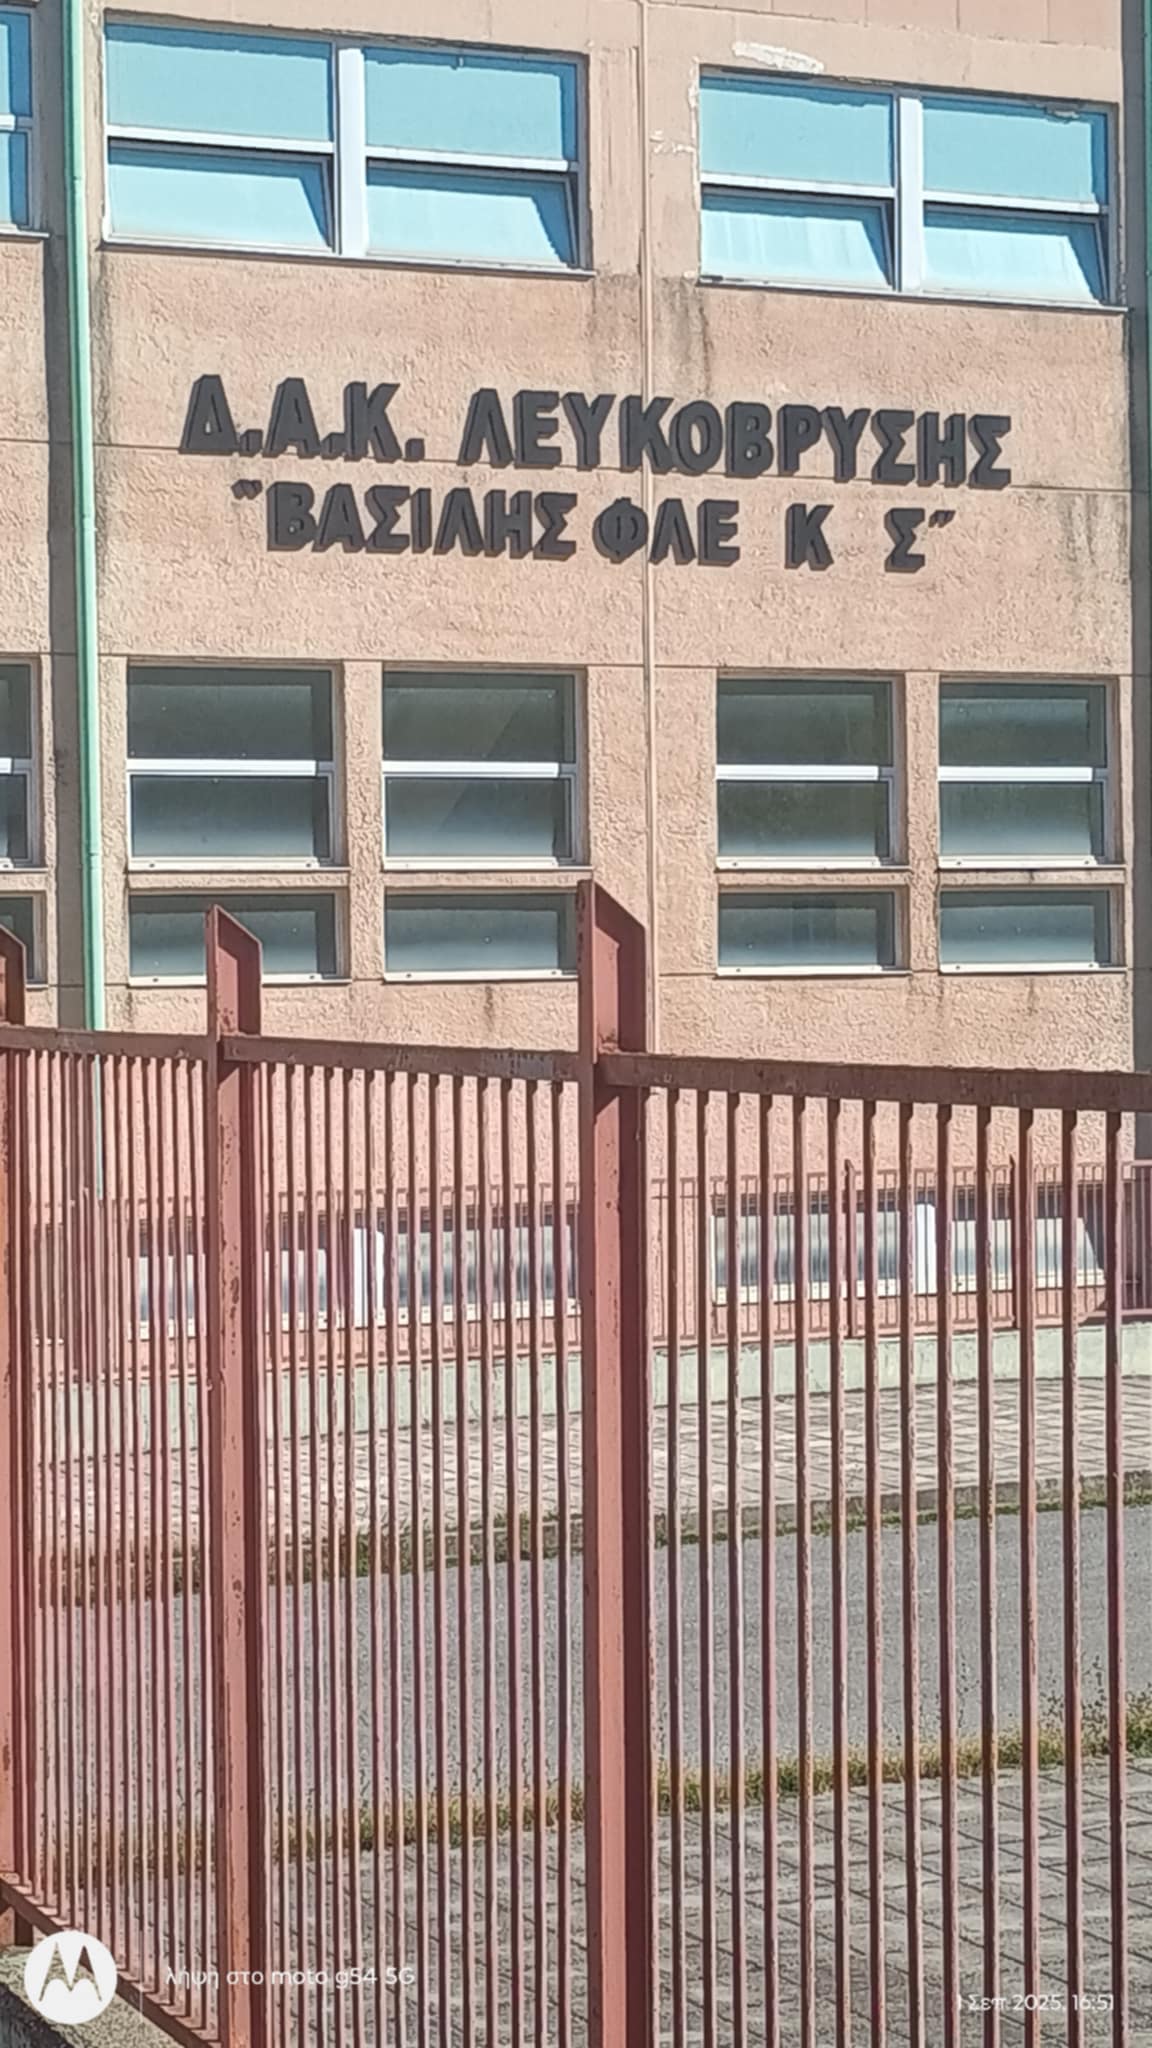 Δ.Α.Κ. ΛΕΥΚΟΒΡΥΣΗΣ
"ΒΑΣΙΛΗΣ ΦΛΕ Κ Σ"
λήψη στο moto g54 5G
1 Σεπ 2025, 16:51